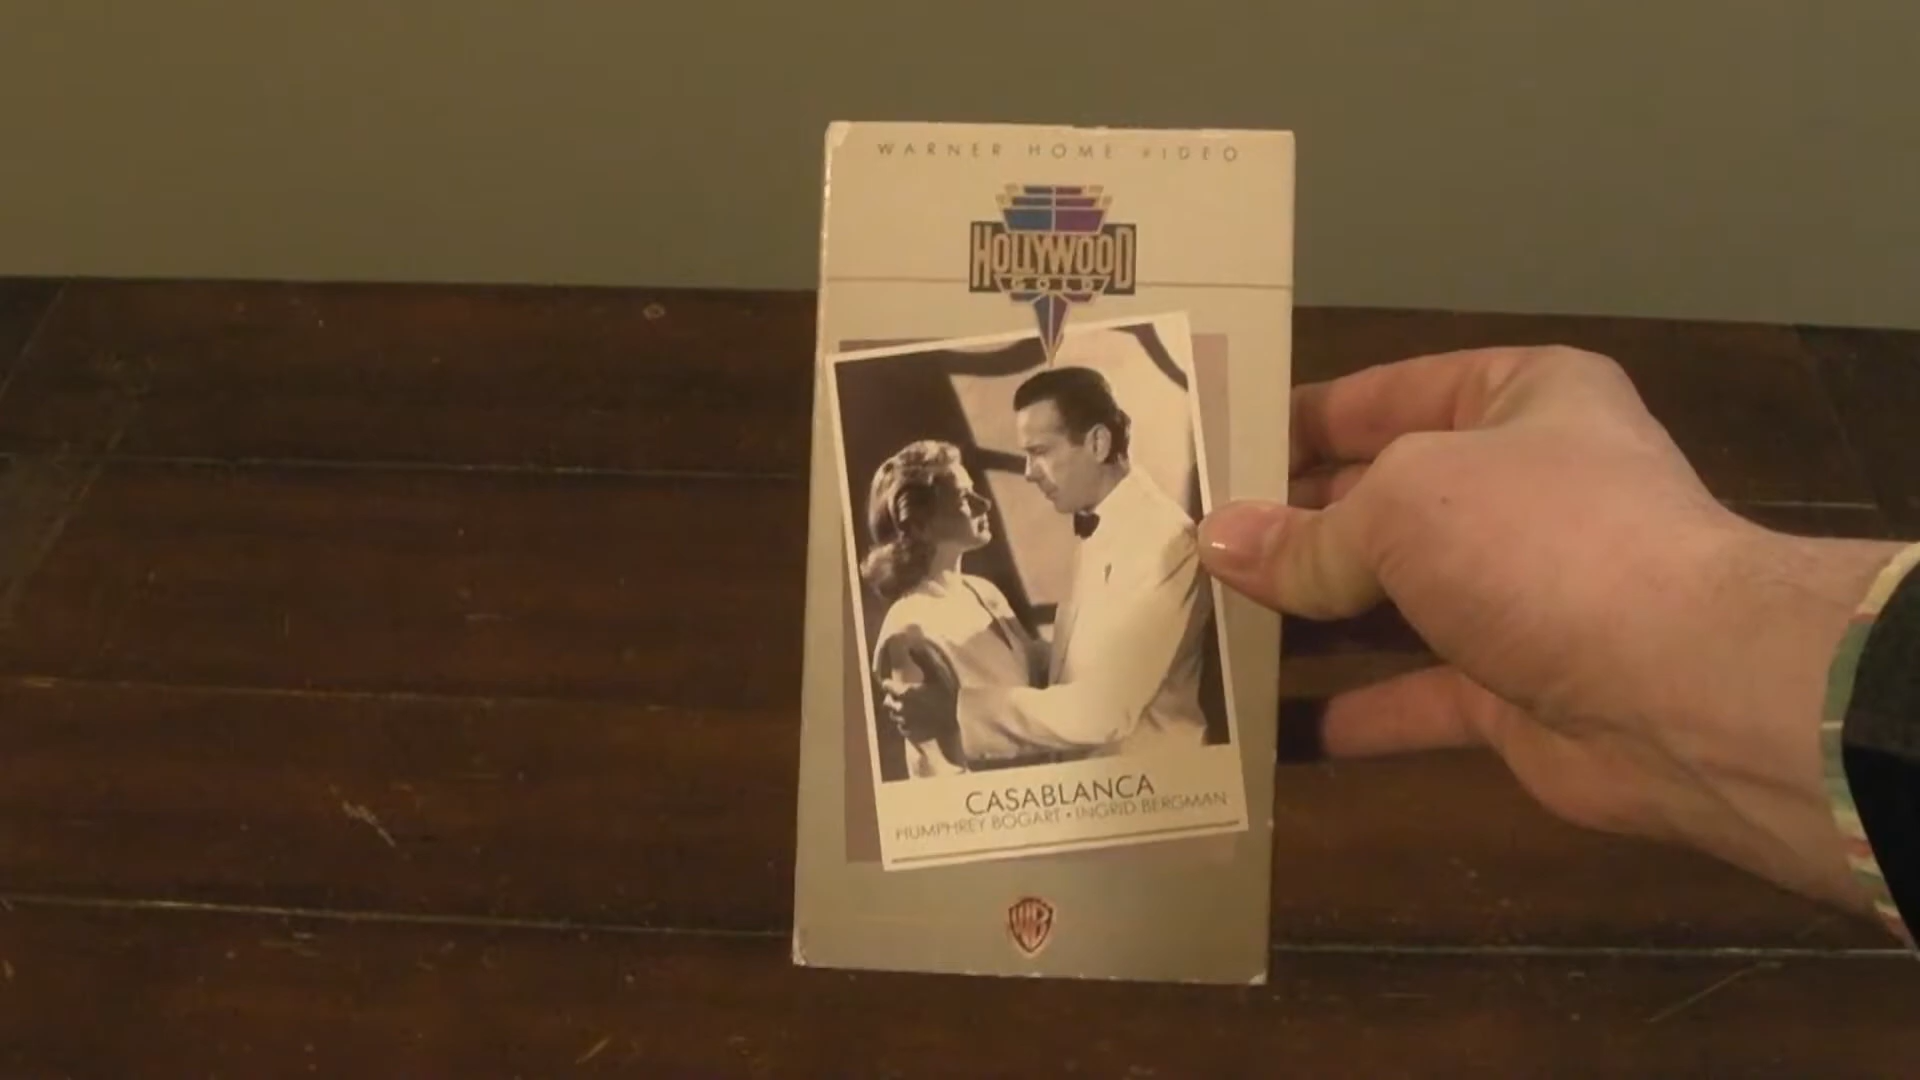 WARNER HOME VIDEO
HOLLYWOOD
GOLD
CASABLANCA
HUMPHREY BOGART • INGRID BERGMAN
WB